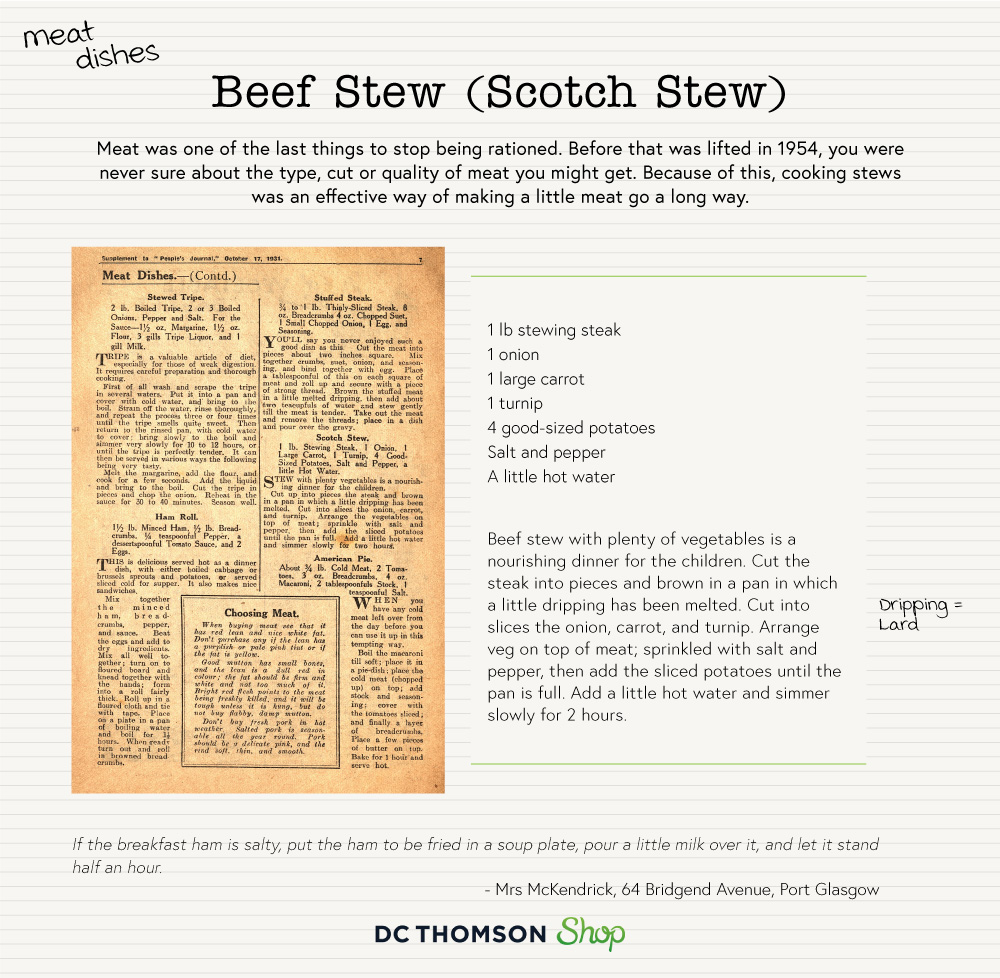 meat
dishes
Beef Stew (Scotch Stew)
Meat was one of the last things to stop being rationed. Before that was lifted in 1954, you were
never sure about the type, cut or quality of meat you might get. Because of this, cooking stews
was an effective way of making a little meat go a long way.
Supplement to "People's Journal," October 17, 1931.
7
Meat Dishes.—(Contd.)
Stewed Tripe.
2 lb. Boiled Tripe, 2 or 3 Boiled
Onions, Pepper and Salt. For the
Sauce—1½ oz. Margarine, 1½ oz.
Flour, 3 gills Tripe Liquor, and 1
gill Milk.
TRIPE is a valuable article of diet,
especially for those of weak digestion.
It requires careful preparation and thorough
cooking.
First of all wash and scrape the tripe
in several waters. Put it into a pan and
cover with cold water, and bring to the
boil. Strain off the water, rinse thoroughly,
and repeat the process three or four times
until the tripe smells quite sweet. Then
return to the rinsed pan, with cold water
to cover; bring slowly to the boil and
simmer very slowly for 10 to 12 hours, or
until the tripe is perfectly tender. It can
then be served in various ways the following
being very tasty.
Melt the margarine, add the flour, and
cook for a few seconds. Add the liquid
and bring to the boil. Cut the tripe in
pieces and chop the onion. Reheat in the
sauce for 30 to 40 minutes. Season well.
Ham Roll.
1½ lb. Minced Ham, ½ lb. Bread-
crumbs, ¼ teaspoonful Pepper, a
dessertspoonful Tomato Sauce, and 2
Eggs.
THIS is delicious served hot as a dinner
dish, with either boiled cabbage or
brussels sprouts and potatoes, or served
sliced cold for supper. It also makes nice
sandwiches.
Mix together
the minced
ham, bread-
crumbs, pepper,
and sauce. Beat
the eggs and add to
dry ingredients.
Mix all well to-
gether; turn on to
floured board and
knead together with
the hands; form
into a roll fairly
thick. Roll up in a
floured cloth and tie
with tape. Place
on a plate in a pan
of boiling water
and boil for
hours. When ready
turn out and roll
in browned bread
crumbs.
Stuffed Steak.
¾ to 1 lb. Thinly-Sliced Steak, 8
oz. Breadcrumbs 4 oz. Chopped Suet,
1 Small Chopped Onion, 1 Egg, and
Seasoning.
YOU'LL say you never enjoyed such a
good dish as this. Cut the meat into
pieces about two inches square. Mix
together crumbs, suet, onion, and season-
ing, and bind together with egg. Place
a tablespoonful of this on each square of
meat and roll up and secure with a piece
of strong thread. Brown the stuffed meat
in a little melted dripping, then add about
two teacupfuls of water and stew gently
till the meat is tender. Take out the meat
and remove the threads; place in a dish
and pour over the gravy.
Scotch Stew.
1 lb. Stewing Steak, 1 Onion, 1
Large Carrot, 1 Turnip, 4 Good-
Sized Potatoes, Salt and Pepper, a
little Hot Water.
STEW with plenty vegetables is a nourish-
ing dinner for the children.
Cut up into pieces the steak and brown
in a pan in which a little dripping has been
melted. Cut into slices the onion, carrot,
and turnip. Arrange the vegetables on
top of meat; sprinkle with salt and
pepper, then add the sliced potatoes
until the pan is full. Add a little hot water
and simmer slowly for two hours.
American Pie.
About ¾ lb. Cold Meat, 2 Toma-
toes, 3 oz. Breadcrumbs, 4 oz.
Macaroni, 2 tablespoonfuls Stock, 1
teaspoonful Salt.
WHEN you
have any cold
meat left over from
the day before you
can use it up in this
tempting way.
Boil the macaroni
till soft; place it in
a pie-dish; place the
cold meat (chopped
up) on top; add
stock and season-
ing; cover with
the tomatoes sliced;
and finally a layer
of breadcrumbs.
Place a few pieces
of butter on top.
Bake for 1 hour and
serve hot.
Choosing Meat.
When buying meat see that it
has red lean and nice white fat.
Don't purchase any if the lean has
a purplish or pale pink tint or if
the fat is yellow.
Good mutton has small bones,
and the lean is a dull red in
colour; the fat should be firm and
white and not too much of it.
Bright red flesh points to the meat
being freshly killed, and it will be
tough unless it is hung, but do
not buy flabby, damp mutton.
Don't buy fresh pork in hot
weather. Salted pork is season-
able all the year round. Pork
should be a delicate pink, and the
rind soft, thin, and smooth.
1 lb stewing steak
1 onion
1 large carrot
1 turnip
4 good-sized potatoes
Salt and pepper
A little hot water
Beef stew with plenty of vegetables is a
nourishing dinner for the children. Cut the
steak into pieces and brown in a pan in which
a little dripping has been melted. Cut into
slices the onion, carrot, and turnip. Arrange
veg on top of meat; sprinkled with salt and
pepper, then add the sliced potatoes until the
pan is full. Add a little hot water and simmer
slowly for 2 hours.
Dripping =
Lard
If the breakfast ham is salty, put the ham to be fried in a soup plate, pour a little milk over it, and let it stand
half an hour.
- Mrs McKendrick, 64 Bridgend Avenue, Port Glasgow
DC THOMSON Shop